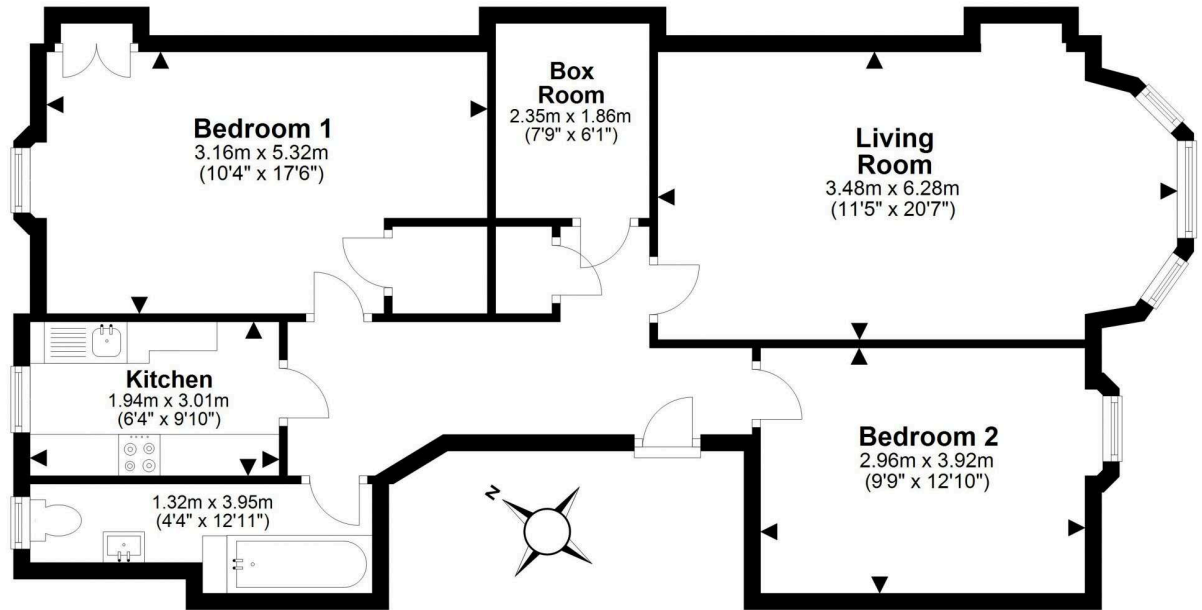 Bedroom 1
3.16m x 5.32m
(10'4" x 17'6")
Box
Room
2.35m x 1.86m
(7'9" x 6'1")
Living
Room
3.48m x 6.28m
(11'5" x 20'7")
Kitchen
1.94m x 3.01m
(6'4" x 9'10")
Bedroom 2
2.96m x 3.92m
(9'9" x 12'10")
1.32m x 3.95m
(4'4" x 12'11")
N